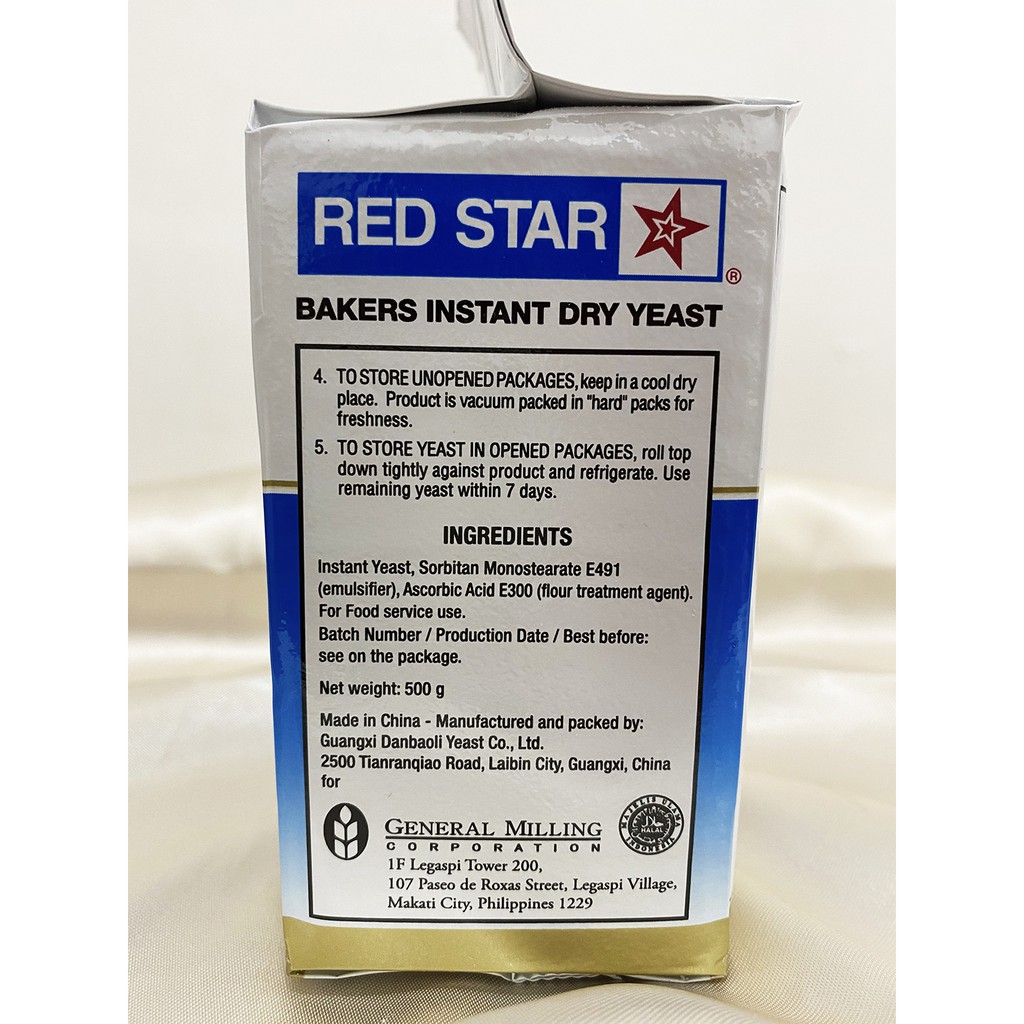 RED STAR
®
BAKERS INSTANT DRY YEAST
4. TO STORE UNOPENED PACKAGES, keep in a cool dry
place. Product is vacuum packed in "hard" packs for
freshness.
5. TO STORE YEAST IN OPENED PACKAGES, roll top
down tightly against product and refrigerate. Use
remaining yeast within 7 days.
INGREDIENTS
Instant Yeast, Sorbitan Monostearate E491
(emulsifier), Ascorbic Acid E300 (flour treatment agent).
For Food service use.
Batch Number / Production Date / Best before:
see on the package.
Net weight: 500 g
Made in China - Manufactured and packed by:
Guangxi Danbaoli Yeast Co., Ltd.
2500 Tianranqiao Road, Laibin City, Guangxi, China
for
GENERAL MILLING
CORPORATION
MAJELIS ULAMA
حلال
HALAL
INDONESIA
1F Legaspi Tower 200,
107 Paseo de Roxas Street, Legaspi Village,
Makati City, Philippines 1229